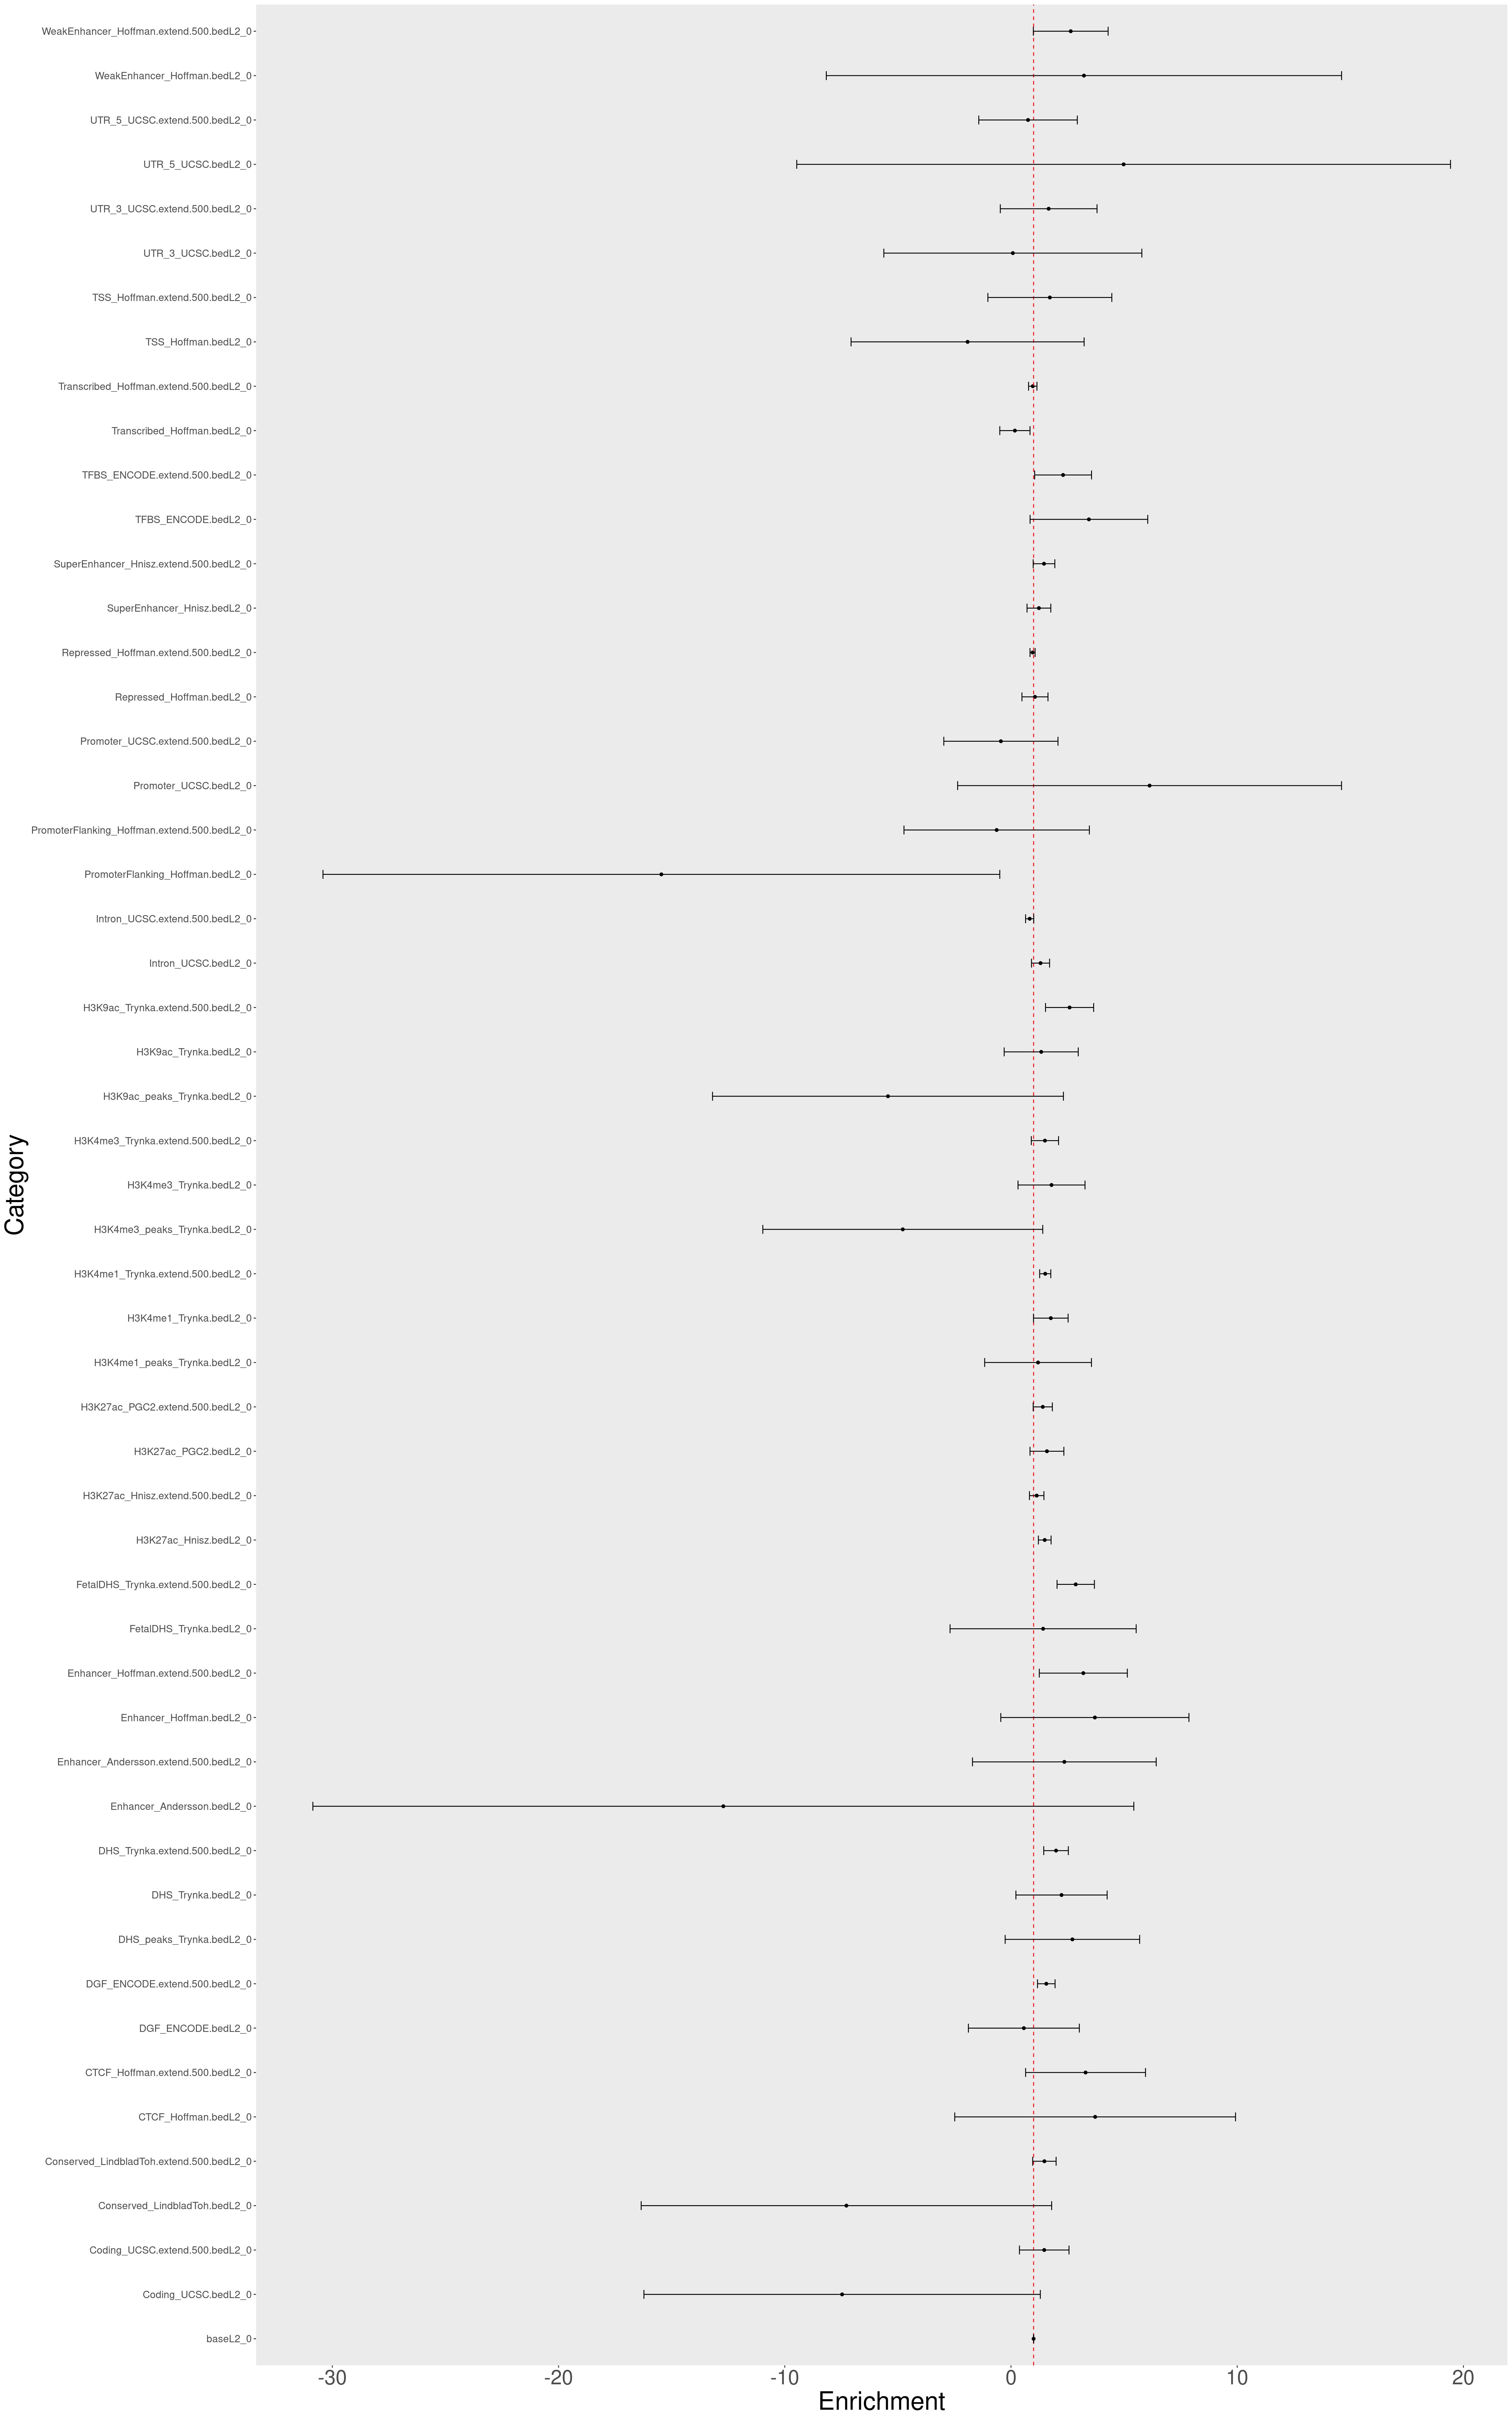 WeakEnhancer_Hoffman.extend.500.bedL2_0
WeakEnhancer_Hoffman.bedL2_0
UTR_5_UCSC.extend.500.bedL2_0
UTR_5_UCSC.bedL2_0
UTR_3_UCSC.extend.500.bedL2_0
UTR_3_UCSC.bedL2_0
TSS_Hoffman.extend.500.bedL2_0
TSS_Hoffman.bedL2_0
Transcribed_Hoffman.extend.500.bedL2_0
Transcribed_Hoffman.bedL2_0
TFBS_ENCODE.extend.500.bedL2_0
TFBS_ENCODE.bedL2_0
SuperEnhancer_Hnisz.extend.500.bedL2_0
SuperEnhancer_Hnisz.bedL2_0
Repressed_Hoffman.extend.500.bedL2_0
Repressed_Hoffman.bedL2_0
Promoter_UCSC.extend.500.bedL2_0
Promoter_UCSC.bedL2_0
PromoterFlanking_Hoffman.extend.500.bedL2_0
PromoterFlanking_Hoffman.bedL2_0
Intron_UCSC.extend.500.bedL2_0
Intron_UCSC.bedL2_0
H3K9ac_Trynka.extend.500.bedL2_0
H3K9ac_Trynka.bedL2_0
H3K9ac_peaks_Trynka.bedL2_0
H3K4me3_Trynka.extend.500.bedL2_0
H3K4me3_Trynka.bedL2_0
H3K4me3_peaks_Trynka.bedL2_0
H3K4me1_Trynka.extend.500.bedL2_0
H3K4me1_Trynka.bedL2_0
H3K4me1_peaks_Trynka.bedL2_0
H3K27ac_PGC2.extend.500.bedL2_0
H3K27ac_PGC2.bedL2_0
H3K27ac_Hnisz.extend.500.bedL2_0
H3K27ac_Hnisz.bedL2_0
FetalDHS_Trynka.extend.500.bedL2_0
FetalDHS_Trynka.bedL2_0
Enhancer_Hoffman.extend.500.bedL2_0
Enhancer_Hoffman.bedL2_0
Enhancer_Andersson.extend.500.bedL2_0
Enhancer_Andersson.bedL2_0
DHS_Trynka.extend.500.bedL2_0
DHS_Trynka.bedL2_0
DHS_peaks_Trynka.bedL2_0
DGF_ENCODE.extend.500.bedL2_0
DGF_ENCODE.bedL2_0
CTCF_Hoffman.extend.500.bedL2_0
CTCF_Hoffman.bedL2_0
Conserved_LindbladToh.extend.500.bedL2_0
Conserved_LindbladToh.bedL2_0
Coding_UCSC.extend.500.bedL2_0
Coding_UCSC.bedL2_0
baseL2_0
Category
-30 -20 -10 0 10 20
Enrichment